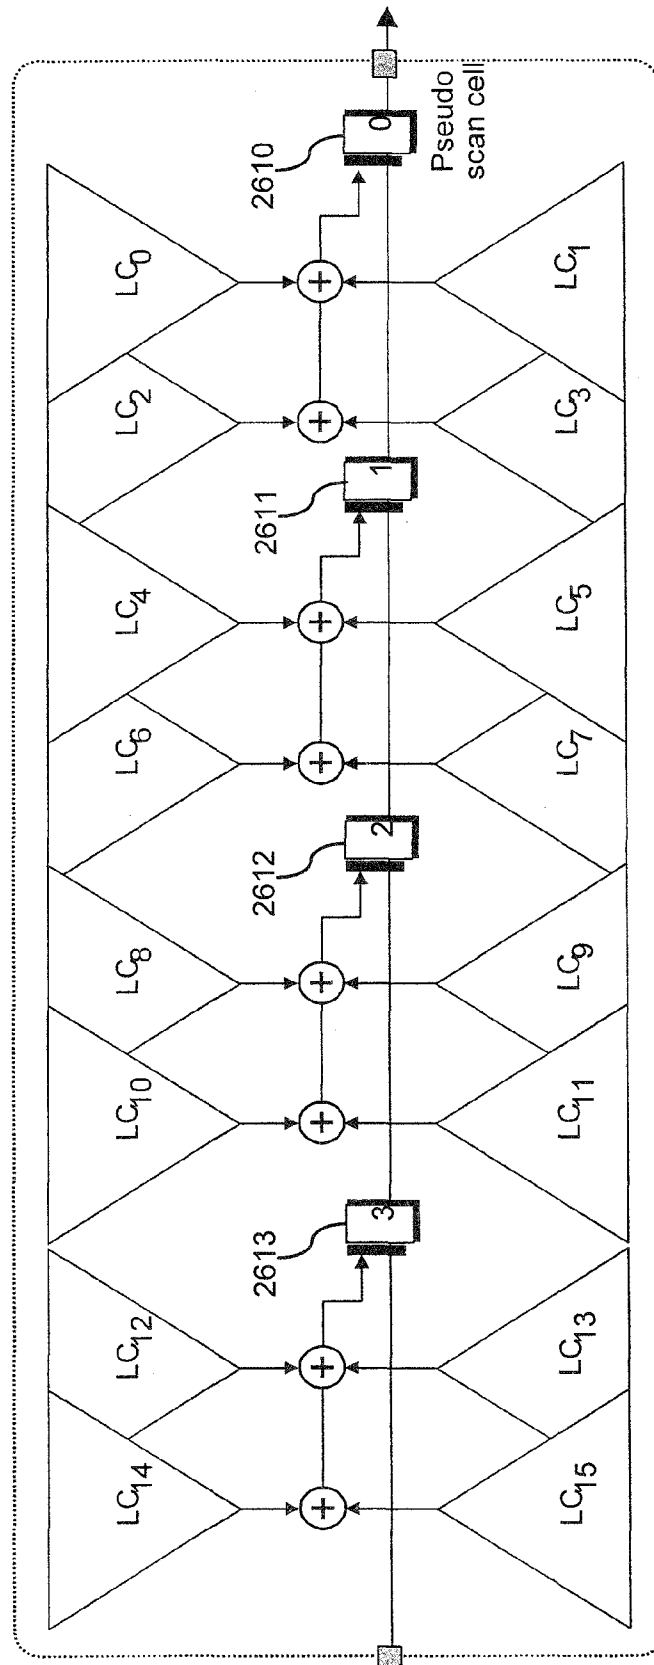 LC14
LC12
LC10
LC8
LC6
LC4
LC2
LC0
2613
2612
2611
2610
+
+
+
+
+
+
+
+
3
2
1
0
Pseudo
scan cell
LC15
LC13
LC11
LC9
LC7
LC5
LC3
LC1